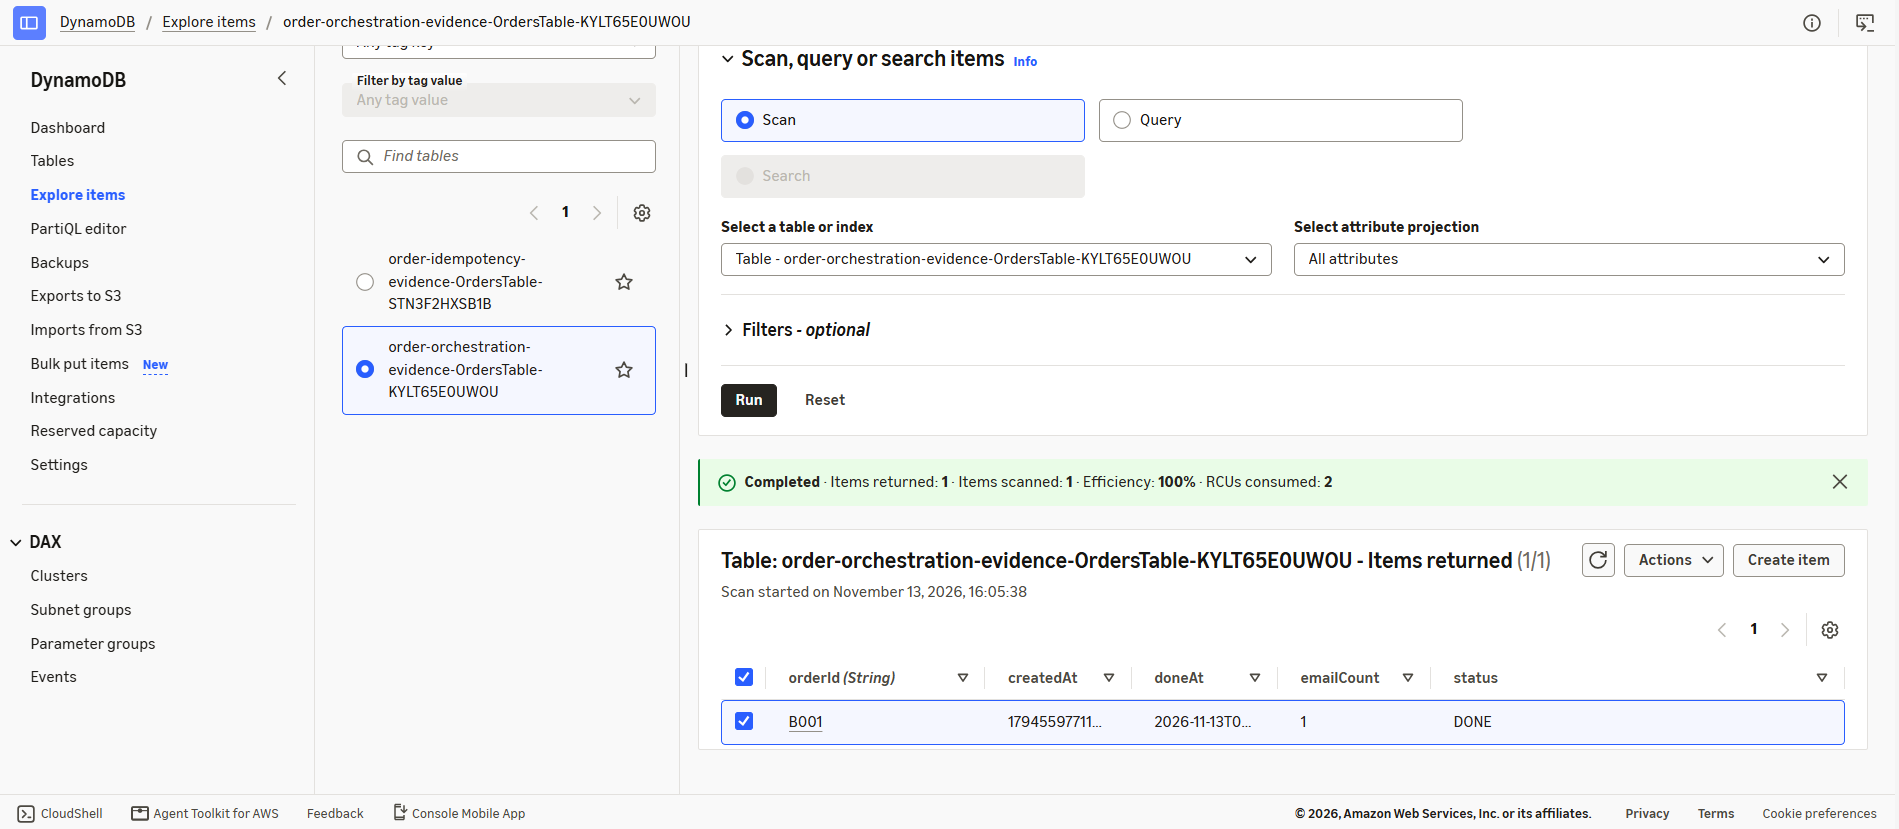 DynamoDB / Explore items / order-orchestration-evidence-OrdersTable-KYLT65E0UWOU
DynamoDB
Dashboard
Tables
Explore items
PartiQL editor
Backups
Exports to S3
Imports from S3
Bulk put items New
Integrations
Reserved capacity
Settings
DAX
Clusters
Subnet groups
Parameter groups
Events
Any tag key
Filter by tag value
Any tag value
Find tables
1
order-idempotency-
evidence-OrdersTable-
STN3F2HXSB1B
order-orchestration-
evidence-OrdersTable-
KYLT65E0UWOU
Scan, query or search items Info
Scan
Query
Search
Select a table or index
Table - order-orchestration-evidence-OrdersTable-KYLT65E0UWOU
Select attribute projection
All attributes
Filters - optional
Run Reset
Completed · Items returned: 1 · Items scanned: 1 · Efficiency: 100% · RCUs consumed: 2
Table: order-orchestration-evidence-OrdersTable-KYLT65E0UWOU - Items returned (1/1)
Actions
Create item
Scan started on November 13, 2026, 16:05:38
1
orderId (String) createdAt doneAt emailCount status
B001 17945597711... 2026-11-13T0... 1 DONE
CloudShell Agent Toolkit for AWS Feedback Console Mobile App © 2026, Amazon Web Services, Inc. or its affiliates. Privacy Terms Cookie preferences